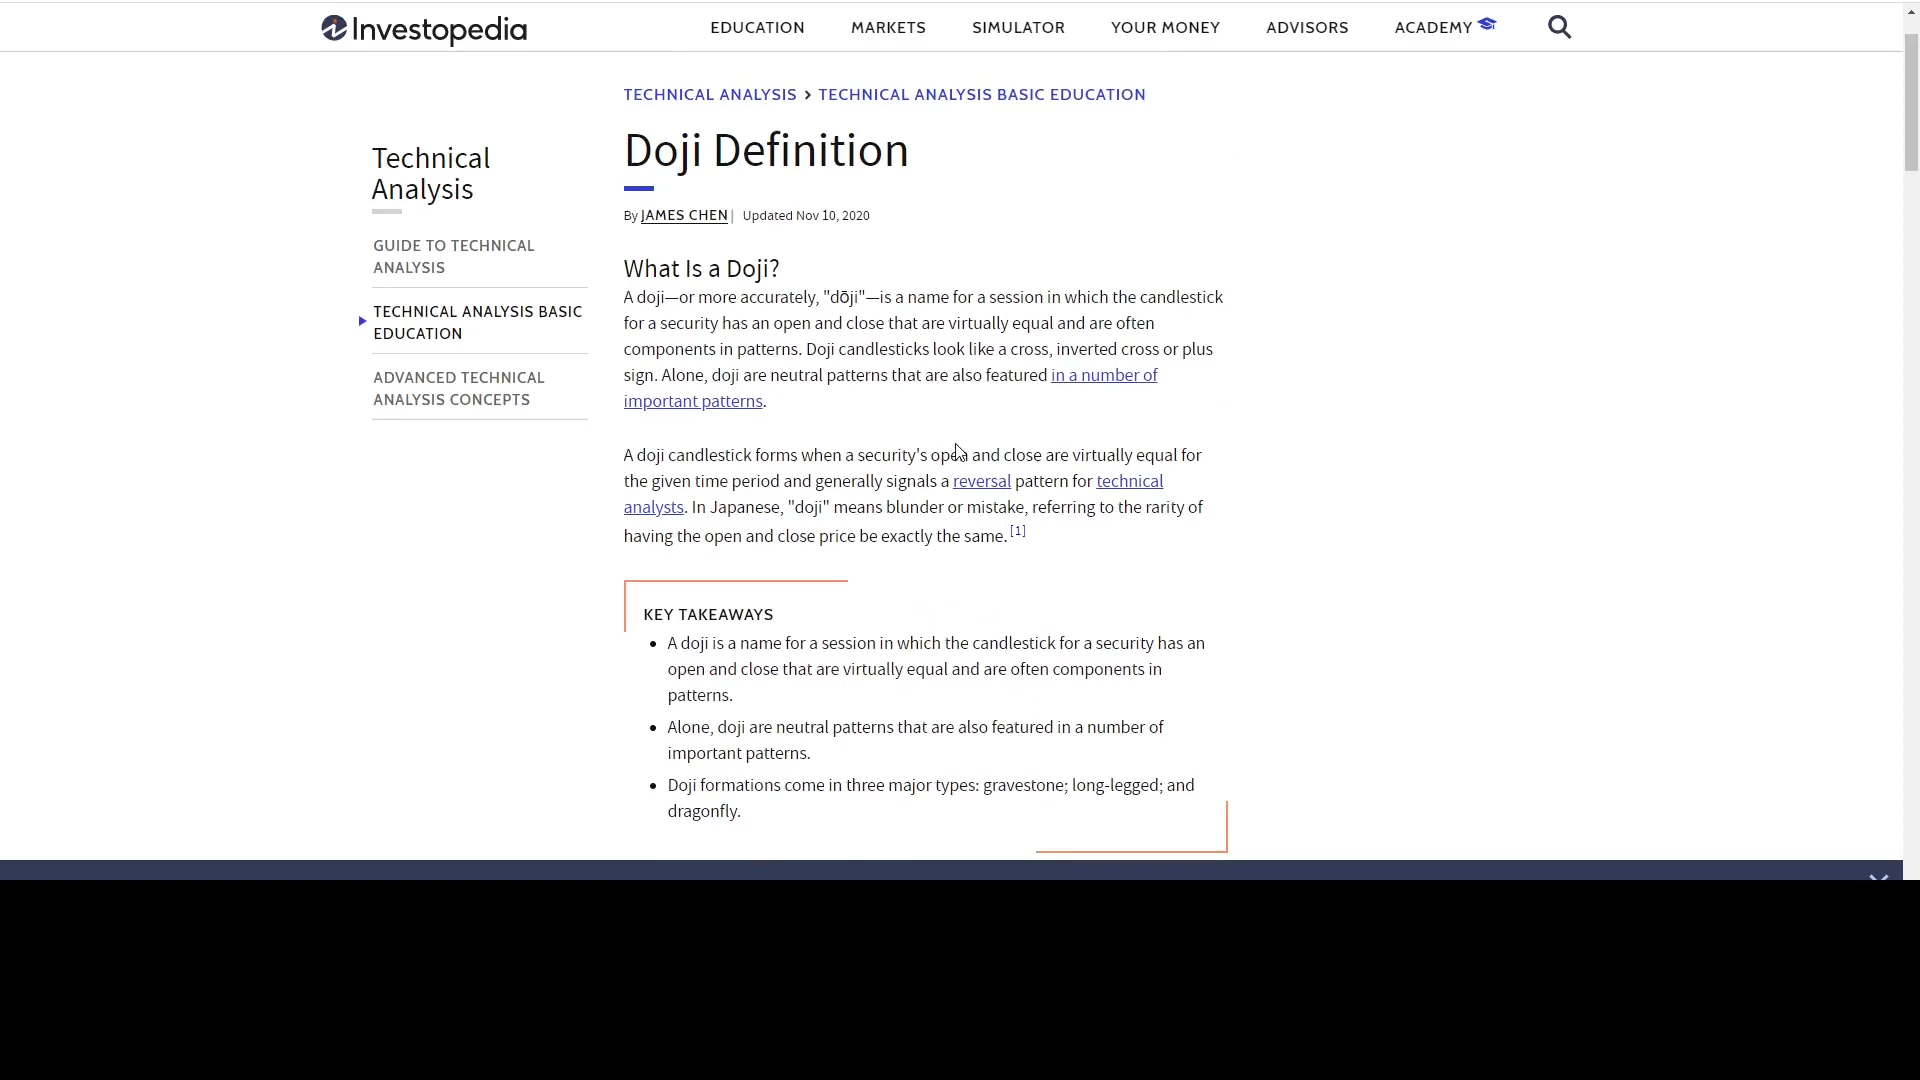 Investopedia
EDUCATION MARKETS SIMULATOR YOUR MONEY ADVISORS ACADEMY
TECHNICAL ANALYSIS > TECHNICAL ANALYSIS BASIC EDUCATION
Technical
Analysis
GUIDE TO TECHNICAL
ANALYSIS
TECHNICAL ANALYSIS BASIC
EDUCATION
ADVANCED TECHNICAL
ANALYSIS CONCEPTS
Doji Definition
By JAMES CHEN | Updated Nov 10, 2020
What Is a Doji?
A doji—or more accurately, "dōji"—is a name for a session in which the candlestick
for a security has an open and close that are virtually equal and are often
components in patterns. Doji candlesticks look like a cross, inverted cross or plus
sign. Alone, doji are neutral patterns that are also featured in a number of
important patterns.
A doji candlestick forms when a security's open and close are virtually equal for
the given time period and generally signals a reversal pattern for technical
analysts. In Japanese, "doji" means blunder or mistake, referring to the rarity of
having the open and close price be exactly the same. [1]
KEY TAKEAWAYS
• A doji is a name for a session in which the candlestick for a security has an
open and close that are virtually equal and are often components in
patterns.
• Alone, doji are neutral patterns that are also featured in a number of
important patterns.
• Doji formations come in three major types: gravestone; long-legged; and
dragonfly.